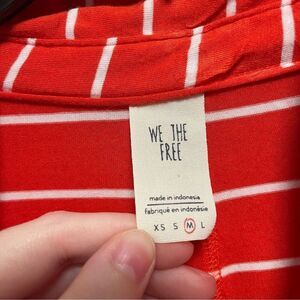 WE THE
FREE
made in indonesia
fabriqué en indonésie
XS S M L